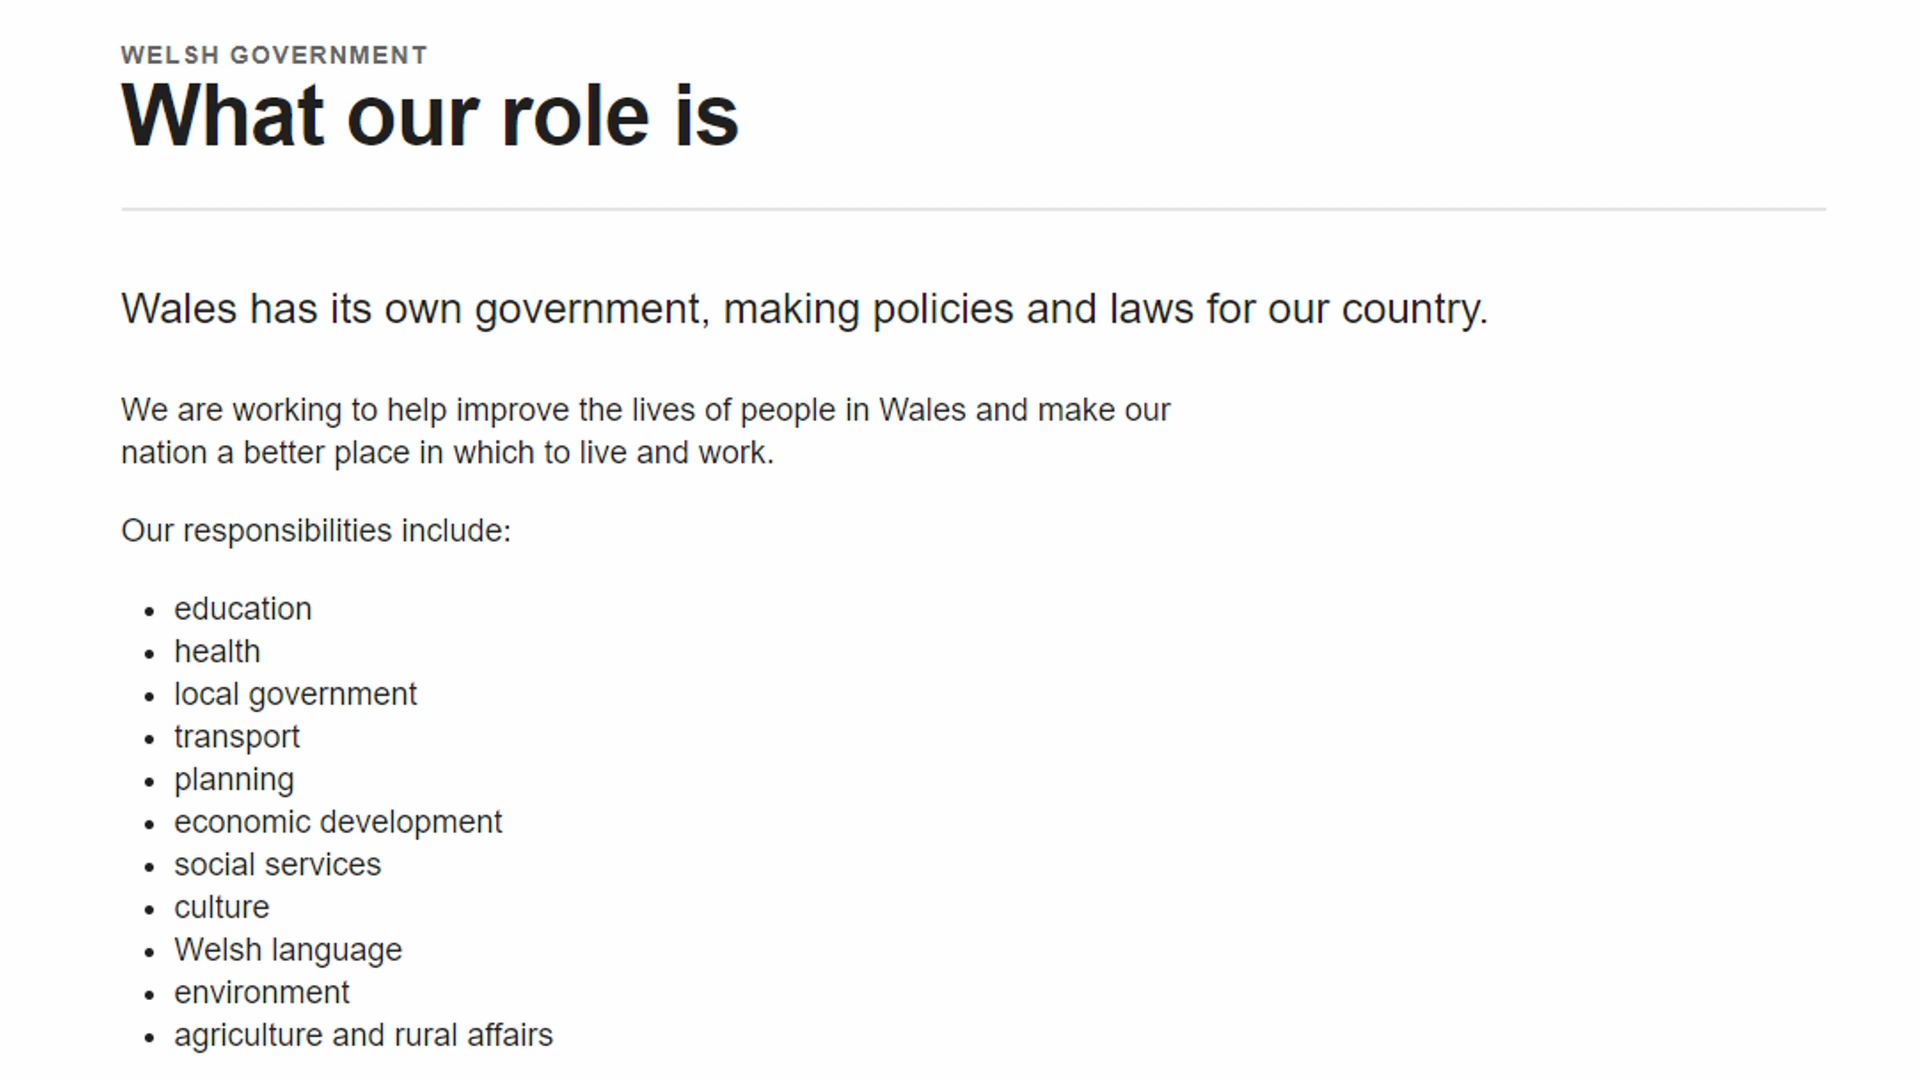 WELSH GOVERNMENT
What our role is
Wales has its own government, making policies and laws for our country.
We are working to help improve the lives of people in Wales and make our
nation a better place in which to live and work.
Our responsibilities include:
• education
• health
• local government
• transport
• planning
• economic development
• social services
• culture
• Welsh language
• environment
• agriculture and rural affairs